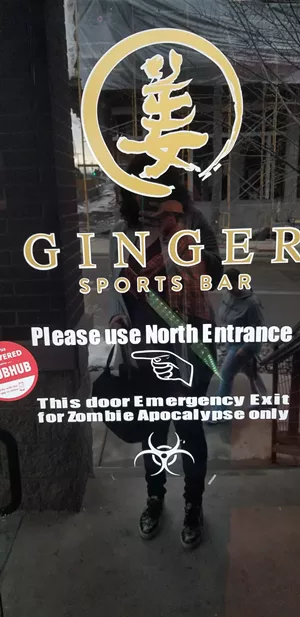 姜
GINGER
SPORTS BAR
Please use North Entrance
This door Emergency Exit
for Zombie Apocalypse only